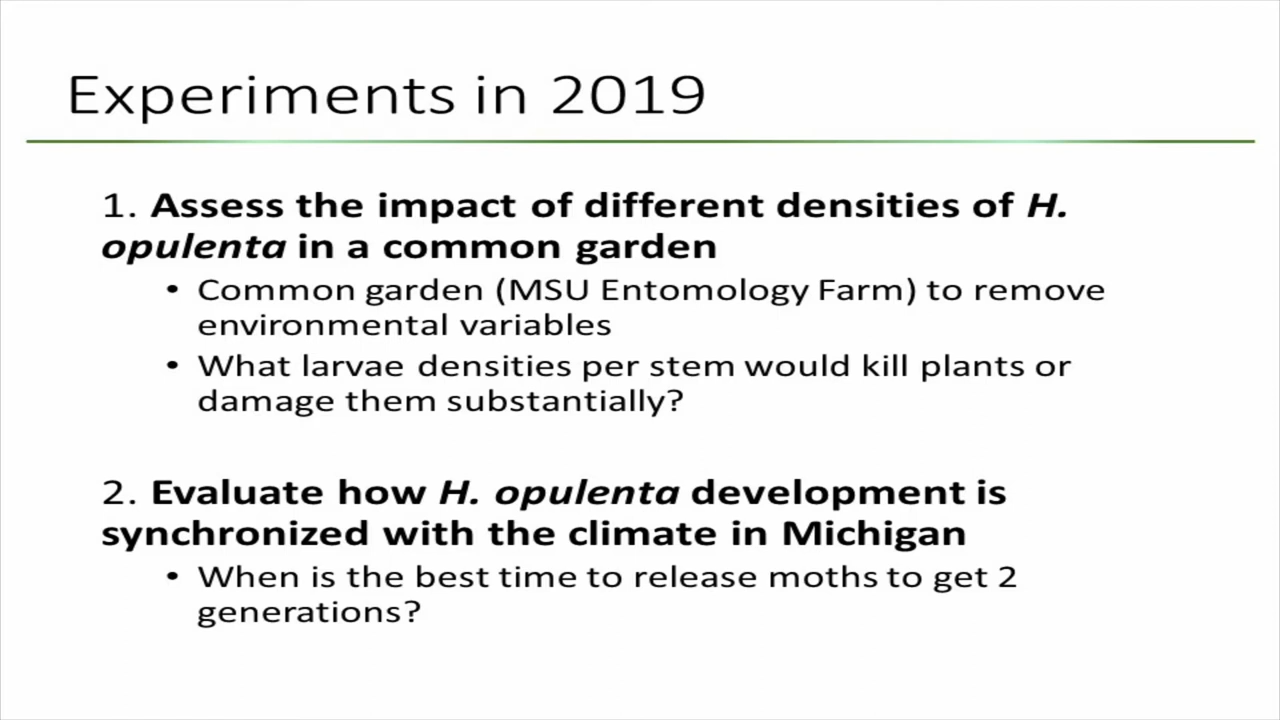 Experiments in 2019
1. Assess the impact of different densities of H.
opulenta in a common garden
• Common garden (MSU Entomology Farm) to remove
environmental variables
• What larvae densities per stem would kill plants or
damage them substantially?
2. Evaluate how H. opulenta development is
synchronized with the climate in Michigan
• When is the best time to release moths to get 2
generations?